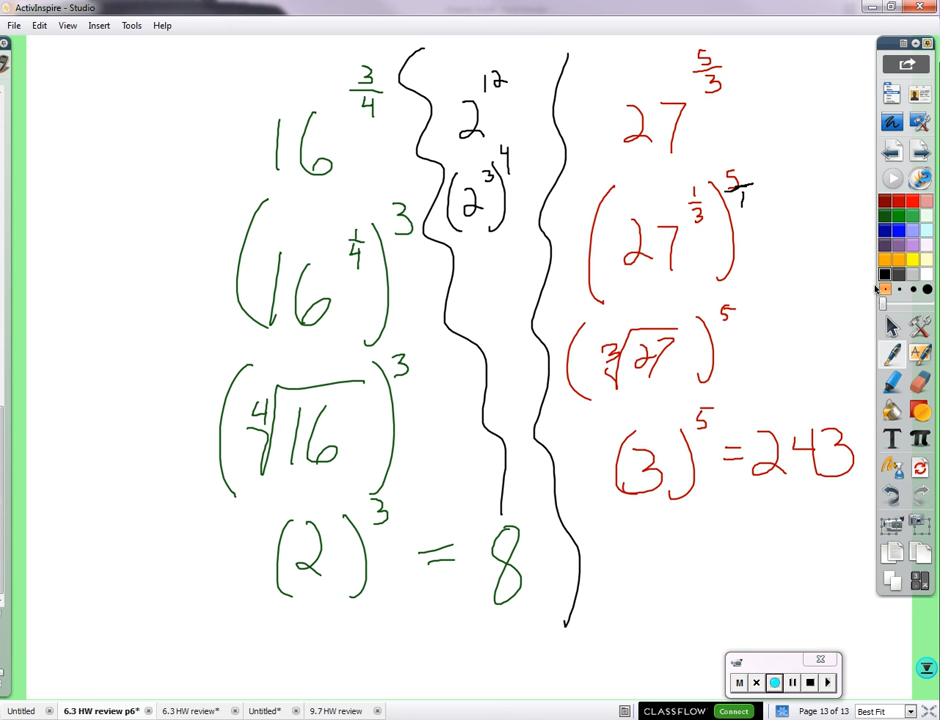 ActivInspire - Studio
File Edit View Insert Tools Help
16^(3/4)
(16^(1/4))^3
(∜16)^3
(2)^3 = 8
2^12
(2^3)^4
27^(5/3)
(27^(1/3))^(5/1)
(∛27)^5
(3)^5 = 243
M
Untitled 6.3 HW review p6* 6.3 HW review* Untitled* 9.7 HW review CLASSFLOW Connect Page 13 of 13 Best Fit